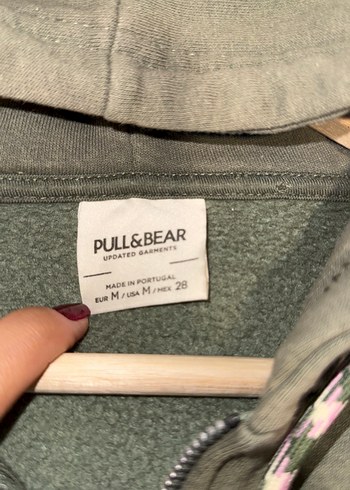 PULL&BEAR
UPDATED GARMENTS
MADE IN PORTUGAL
EUR M / USA M / MEX 28